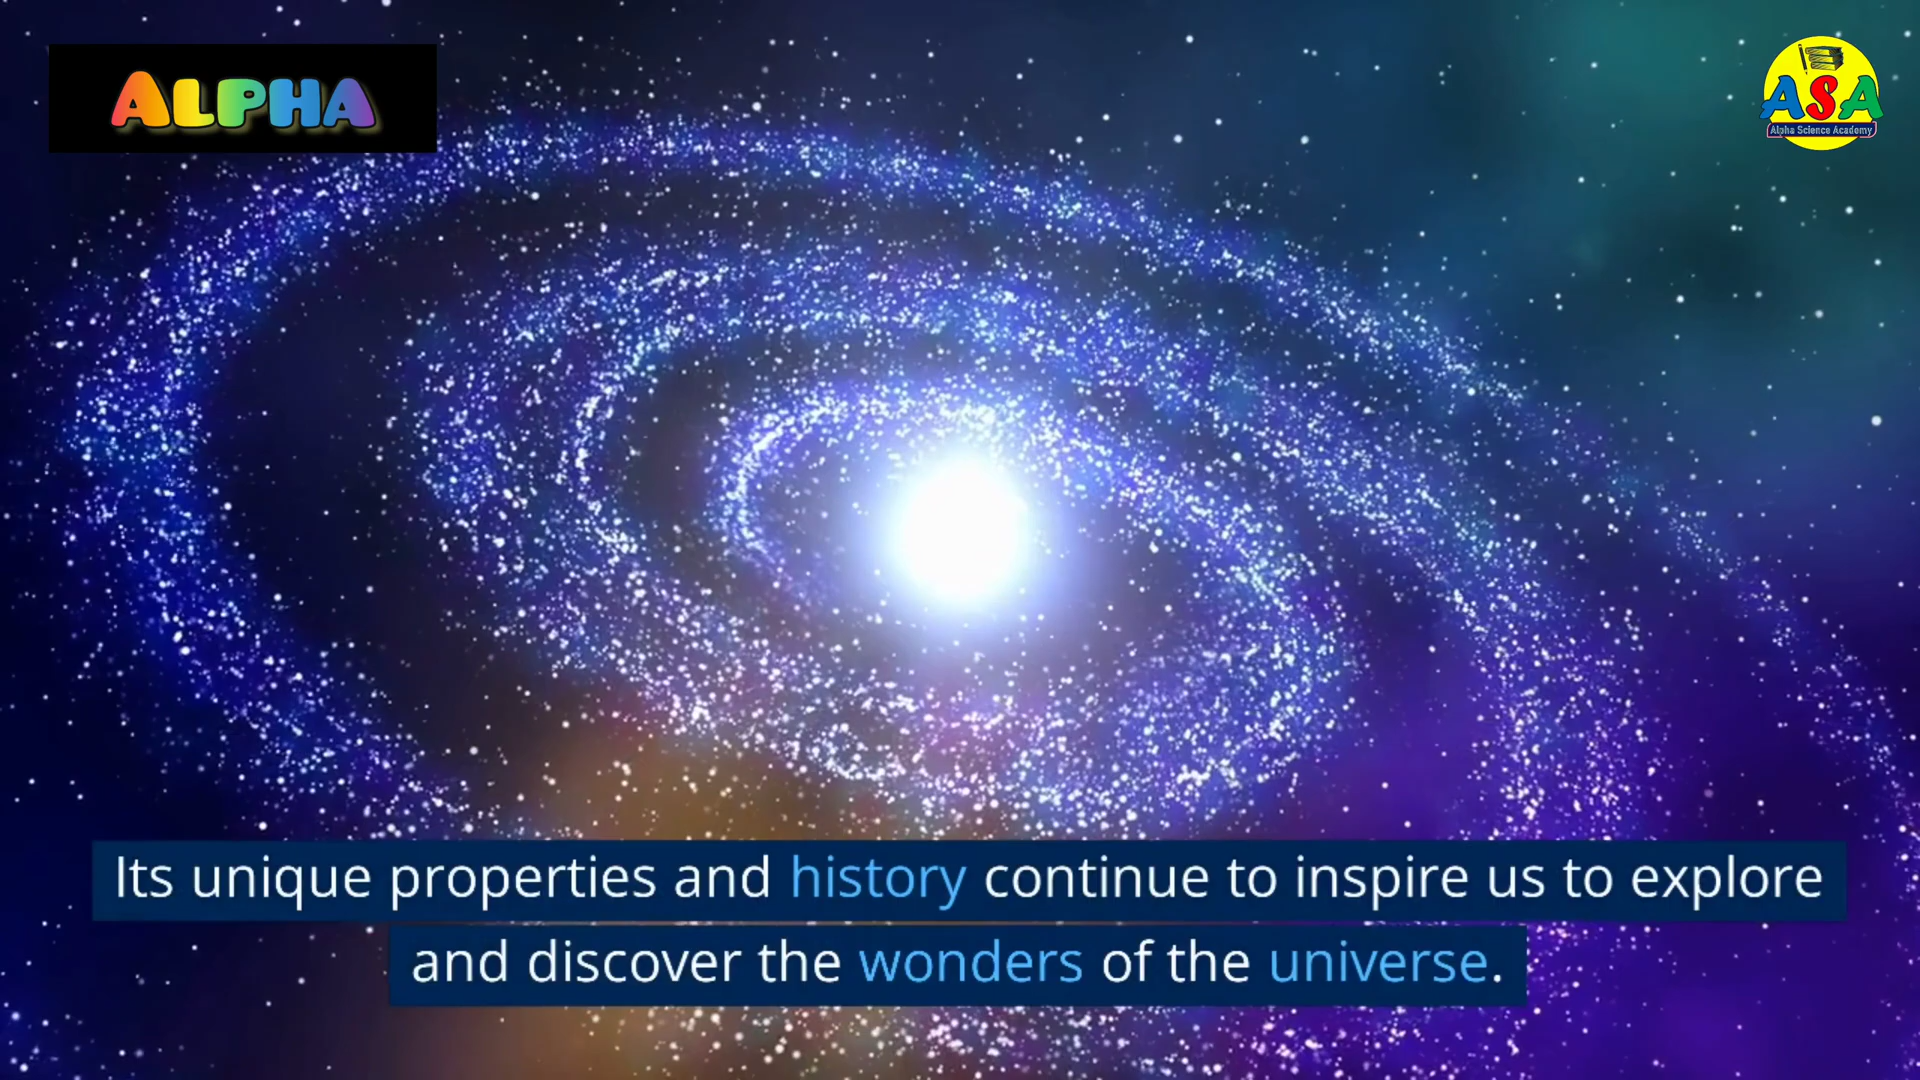 ALPHA
ASA
Alpha Science Academy
Its unique properties and history continue to inspire us to explore
and discover the wonders of the universe.